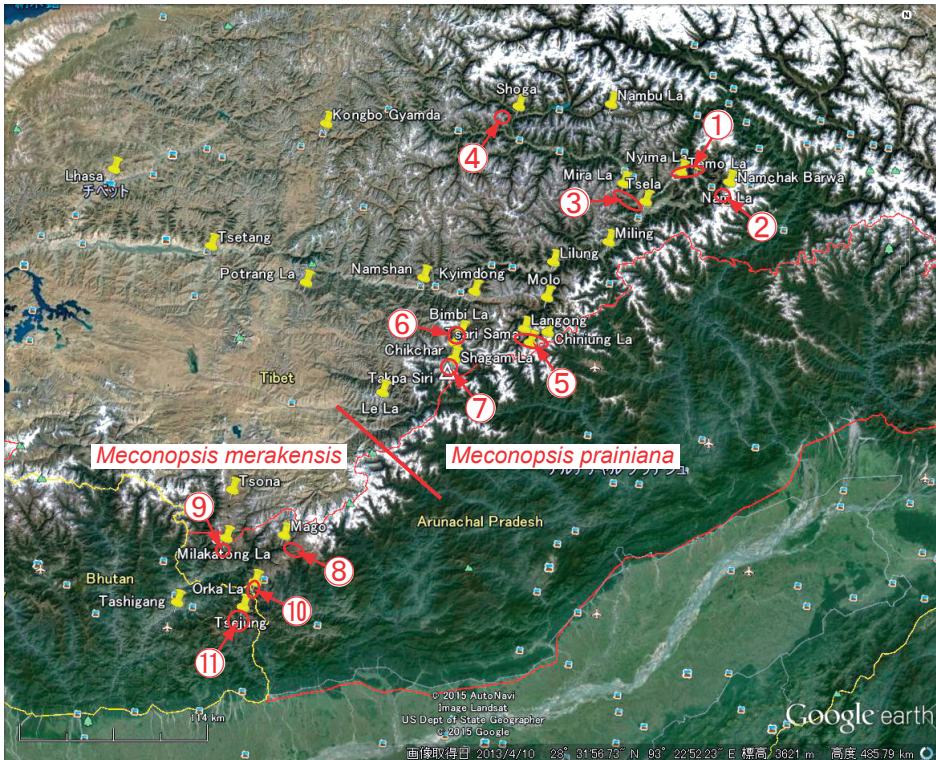 N
Shoga
Nambu La
Kongbo Gyamda
①
④
Nyima La
Temo La
Lhasa
チベット
Mira La
Namchak Barwa
Tsela
Nam La
③
②
Tsetang
Miling
Lilung
Potrang La
Namshan
Kyimdong
Molo
⑥
Bimbi La
Langong
Tsari Sama
Chiniung La
Chikchar
Shagam La
⑤
Tibet
Takpa Siri
⑦
Le La
Meconopsis merakensis
Meconopsis prainiana
Tsona
⑨
Mago
Arunachal Pradesh
Milakatong La
⑧
Bhutan
Orka La
Tashigang
⑩
Tsejung
⑪
© 2015 AutoNavi
Image Landsat
US Dept of State Geographer
© 2015 Google
114 km
Google earth
画像取得日 2013/4/10 28° 31'56.73" N 93° 22'52.23" E 標高 3621 m 高度 485.79 km